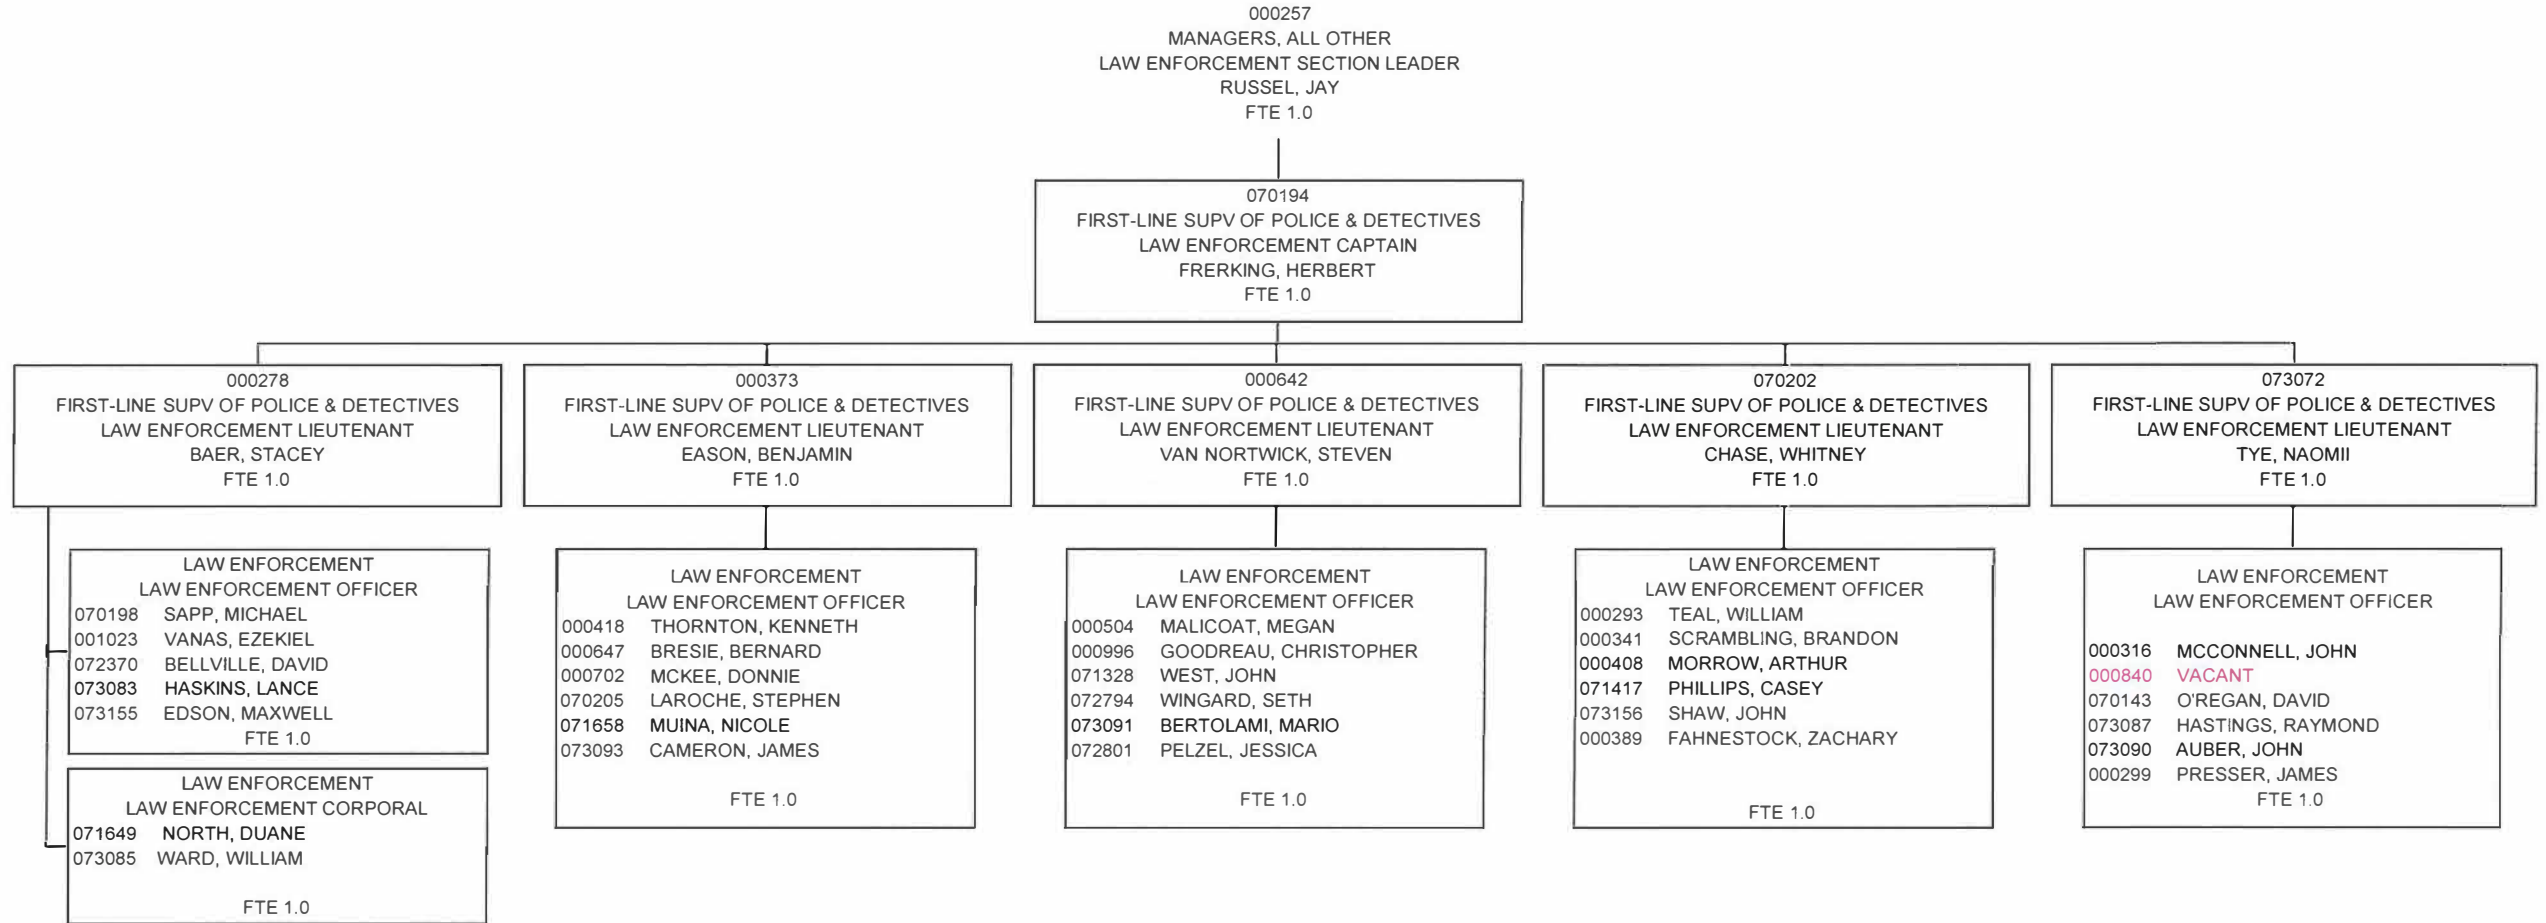 000257
MANAGERS, ALL OTHER
LAW ENFORCEMENT SECTION LEADER
RUSSEL, JAY
FTE 1.0
070194
FIRST-LINE SUPV OF POLICE & DETECTIVES
LAW ENFORCEMENT CAPTAIN
FRERKING, HERBERT
FTE 1.0
000278
FIRST-LINE SUPV OF POLICE & DETECTIVES
LAW ENFORCEMENT LIEUTENANT
BAER, STACEY
FTE 1.0
000373
FIRST-LINE SUPV OF POLICE & DETECTIVES
LAW ENFORCEMENT LIEUTENANT
EASON, BENJAMIN
FTE 1.0
000642
FIRST-LINE SUPV OF POLICE & DETECTIVES
LAW ENFORCEMENT LIEUTENANT
VAN NORTWICK, STEVEN
FTE 1.0
070202
FIRST-LINE SUPV OF POLICE & DETECTIVES
LAW ENFORCEMENT LIEUTENANT
CHASE, WHITNEY
FTE 1.0
073072
FIRST-LINE SUPV OF POLICE & DETECTIVES
LAW ENFORCEMENT LIEUTENANT
TYE, NAOMII
FTE 1.0
LAW ENFORCEMENT
LAW ENFORCEMENT OFFICER
070198 SAPP, MICHAEL
001023 VANAS, EZEKIEL
072370 BELLVILLE, DAVID
073083 HASKINS, LANCE
073155 EDSON, MAXWELL
FTE 1.0
LAW ENFORCEMENT
LAW ENFORCEMENT CORPORAL
071649 NORTH, DUANE
073085 WARD, WILLIAM
FTE 1.0
LAW ENFORCEMENT
LAW ENFORCEMENT OFFICER
000418 THORNTON, KENNETH
000647 BRESIE, BERNARD
000702 MCKEE, DONNIE
070205 LAROCHE, STEPHEN
071658 MUINA, NICOLE
073093 CAMERON, JAMES
FTE 1.0
LAW ENFORCEMENT
LAW ENFORCEMENT OFFICER
000504 MALICOAT, MEGAN
000996 GOODREAU, CHRISTOPHER
071328 WEST, JOHN
072794 WINGARD, SETH
073091 BERTOLAMI, MARIO
072801 PELZEL, JESSICA
FTE 1.0
LAW ENFORCEMENT
LAW ENFORCEMENT OFFICER
000293 TEAL, WILLIAM
000341 SCRAMBLING, BRANDON
000408 MORROW, ARTHUR
071417 PHILLIPS, CASEY
073156 SHAW, JOHN
000389 FAHNESTOCK, ZACHARY
FTE 1.0
LAW ENFORCEMENT
LAW ENFORCEMENT OFFICER
000316 MCCONNELL, JOHN
000840 VACANT
070143 O'REGAN, DAVID
073087 HASTINGS, RAYMOND
073090 AUBER, JOHN
000299 PRESSER, JAMES
FTE 1.0